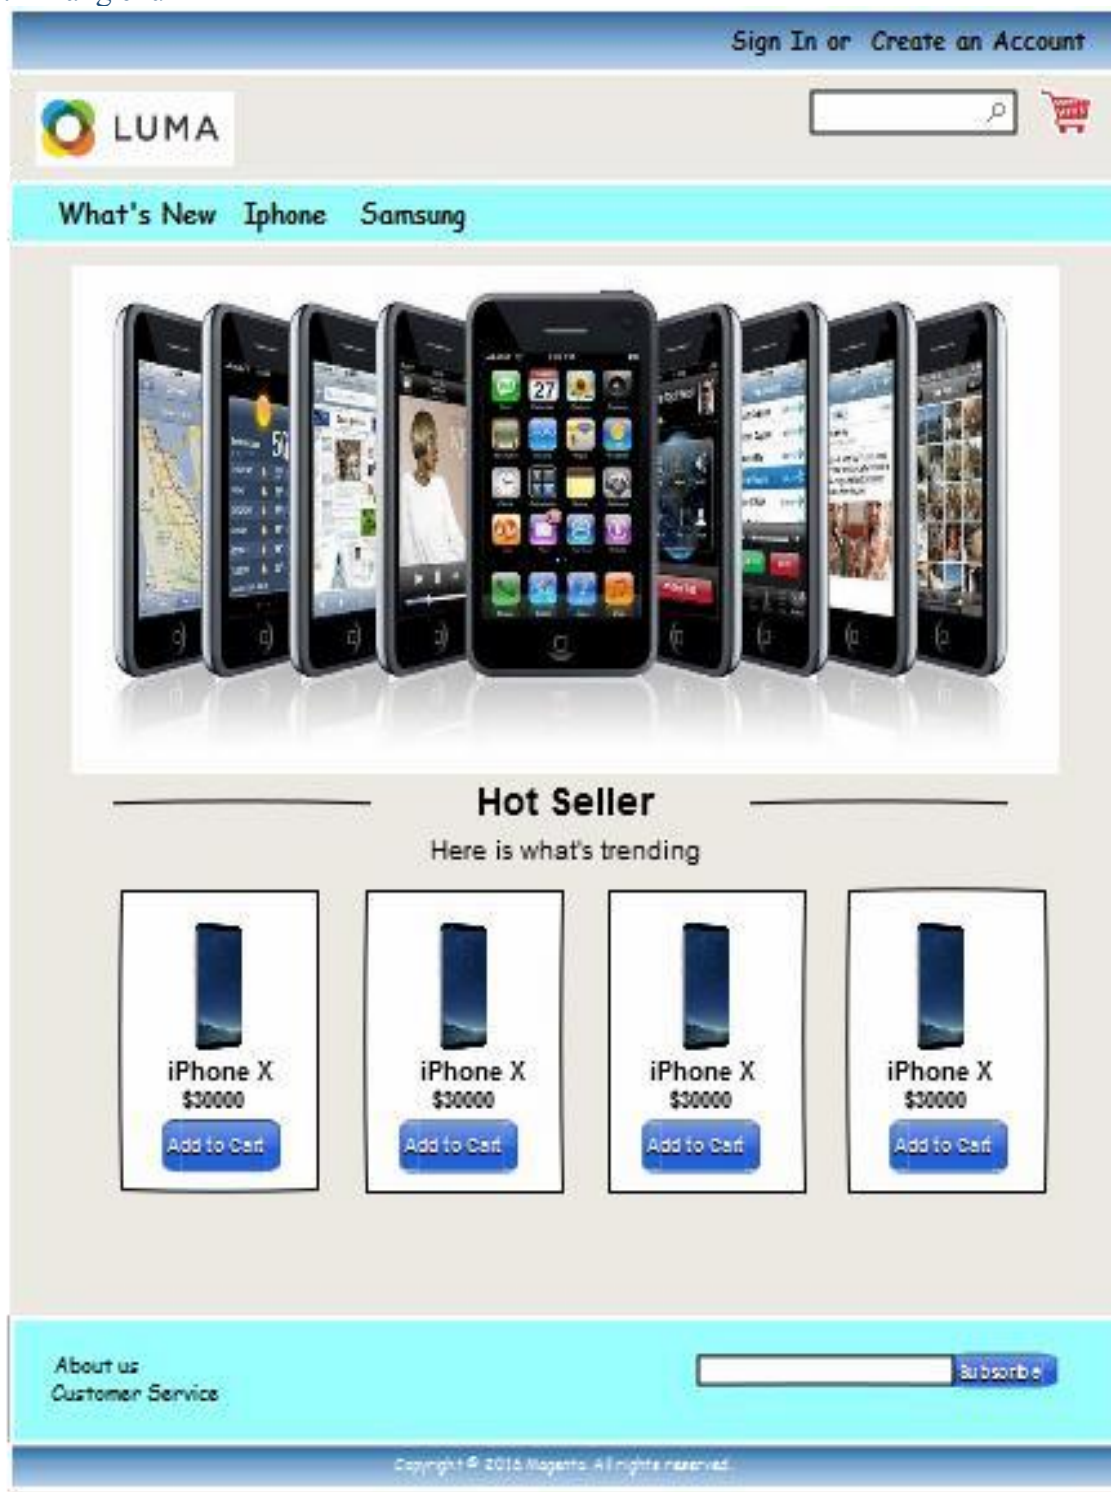 Sign In or Create an Account
LUMA
What's New Iphone Samsung
27
Hot Seller
Here is what's trending
iPhone X iPhone X iPhone X iPhone X
$30000 $30000 $30000 $30000
Add to Cart Add to Cart Add to Cart Add to Cart
About us
Customer Service
Subscribe
Copyright © 2016 Magento. All rights reserved.